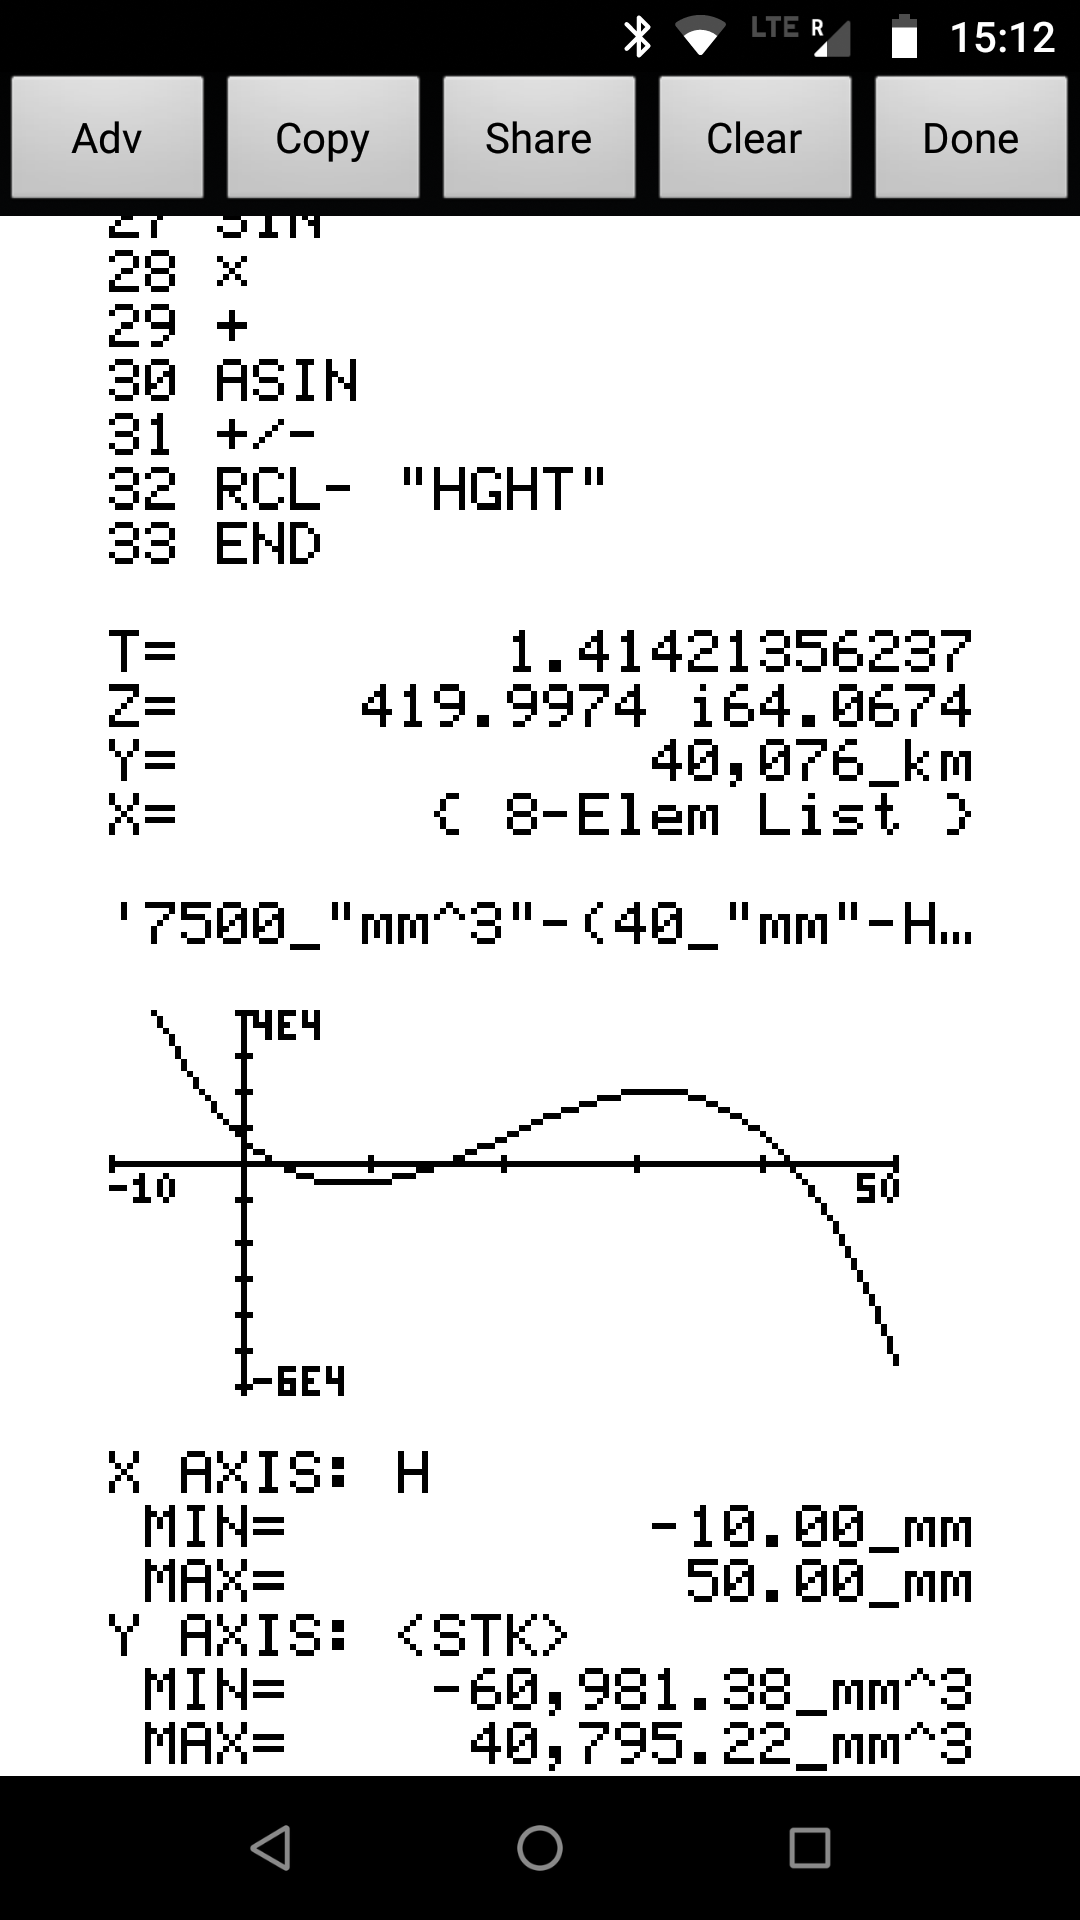 LTE R 15:12
Adv Copy Share Clear Done
27 SIN
28 ×
29 +
30 ASIN
31 +/-
32 RCL- "HGHT"
33 END
T= 1.41421356237
Z= 419.9974 i64.0674
Y= 40,076_km
X= { 8-Elem List }
'7500_"mm^3"-(40_"mm"-H…
4E4
-10 50
-6E4
X AXIS: H
MIN= -10.00_mm
MAX= 50.00_mm
Y AXIS: <STK>
MIN= -60,981.38_mm^3
MAX= 40,795.22_mm^3